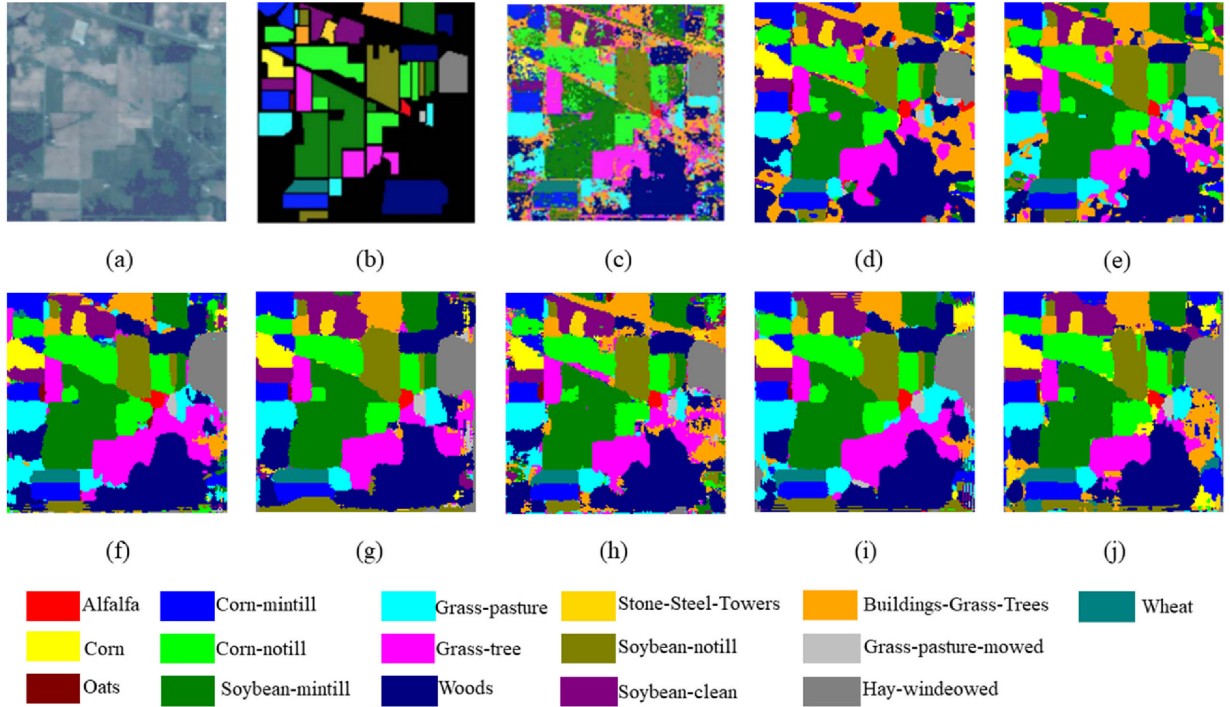 (a) (b) (c) (d) (e)
(f) (g) (h) (i) (j)
Alfalfa Corn-mintill Grass-pasture Stone-Steel-Towers Buildings-Grass-Trees Wheat
Corn Corn-notill Grass-tree Soybean-notill Grass-pasture-mowed
Oats Soybean-mintill Woods Soybean-clean Hay-windeowed